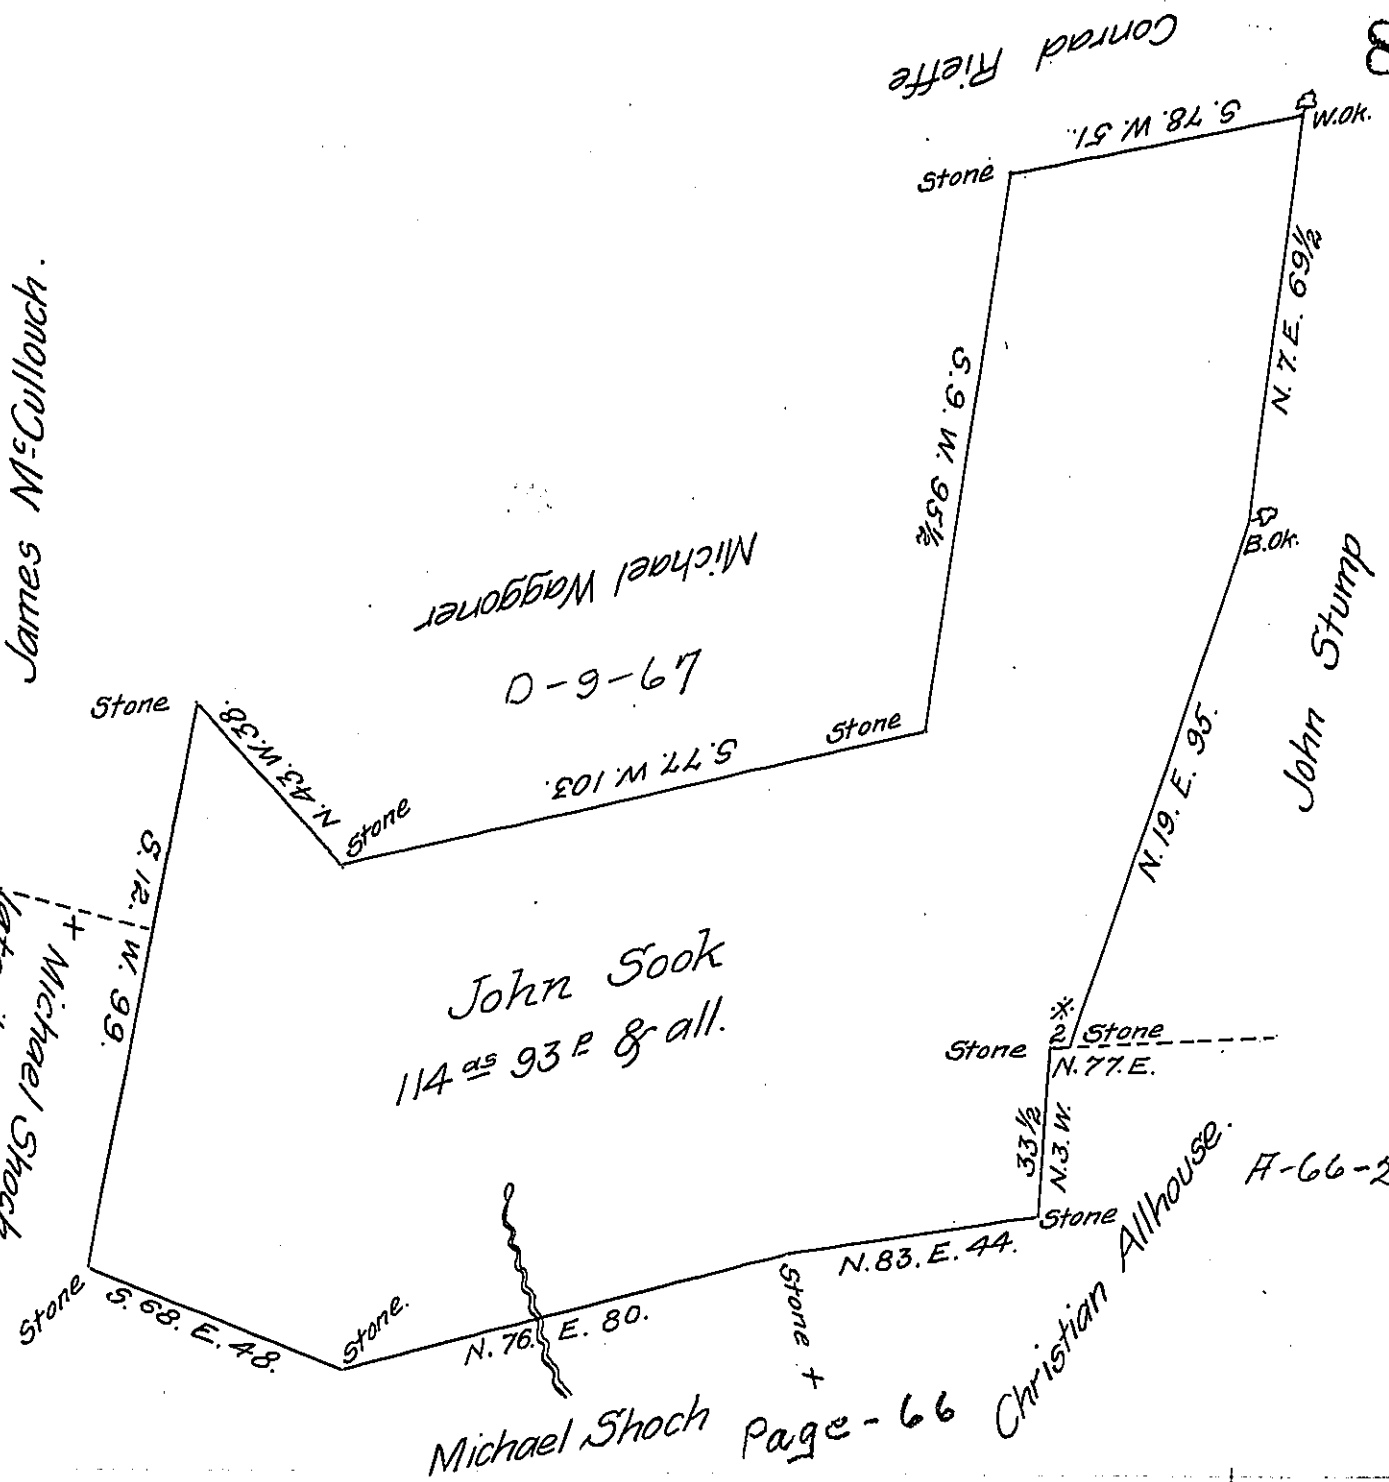 Conrad Rieffe
S. 78. W. 51.
W.Ok.
Stone
N. 7. E. 69½
S. 9. W. 95½
James McCullouch.
B.Ok.
John Stump
Michael Waggoner
Stone
N. 43. W. 38.
S. 77. W. 103.
Stone
Stone
N. 19. E. 95.
S. 12. W. 99.
+ Michael Shoch
John Sook
114 as 93 P & all.
※
2
Stone
Stone
N. 77. E.
33½
N. 3. W.
Stone
A-66-2
Christian Allhouse.
N. 83. E. 44.
Stone +
N. 76. E. 80.
Stone.
S. 68. E. 48.
Stone
Michael Shoch
Page-66